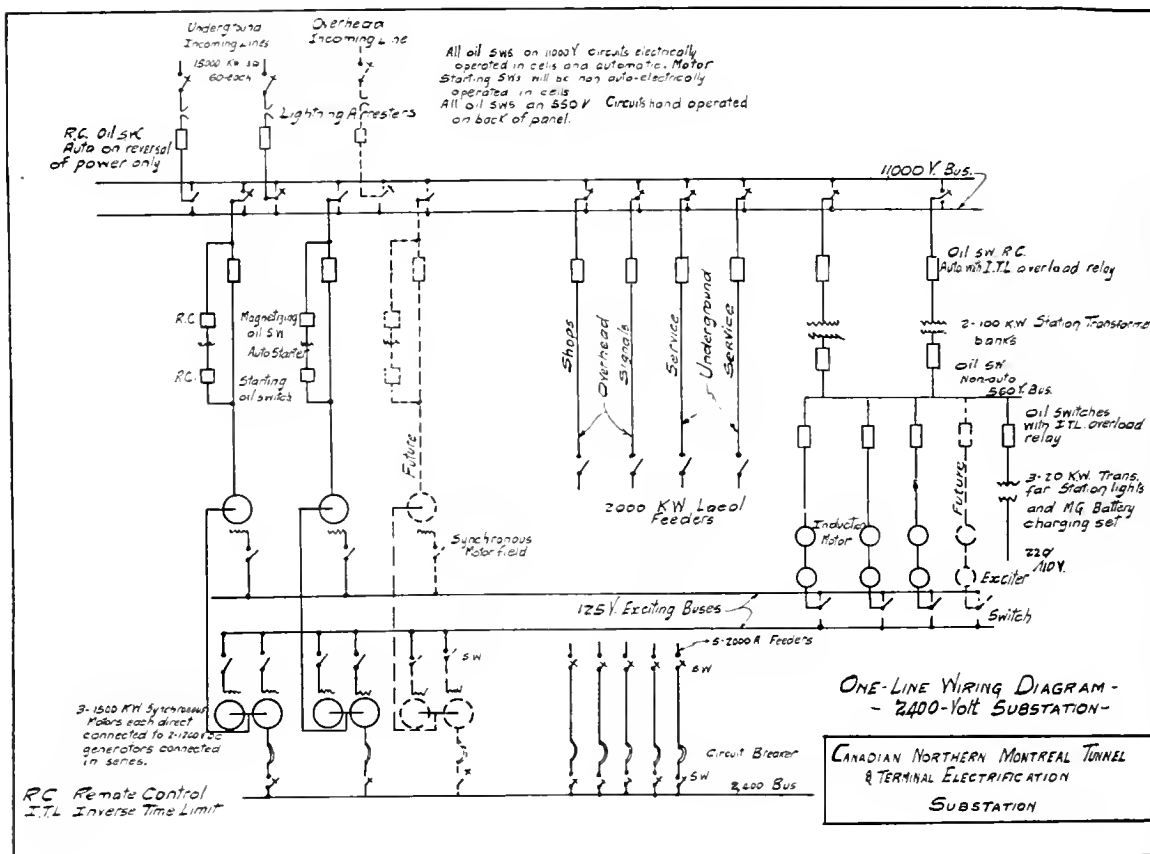 Underground
Incoming Lines
15000 KW 3Ø
60-each
Overhead
Incoming Line
All oil sws on 11000V circuits electrically
operated in cells and automatic. Motor
Starting SWs will be non auto-electrically
operated in cells
All oil sws on 550 V Circuits hand operated
on back of panel.
Lightning Arresters
R.C. Oil SW.
Auto on reversal
of power only
11000 V. Bus.
Oil SW. R.C.
Auto with I.T.L overload relay
R.C
Magnetizing
oil SW
Auto Starter
R.C.
Starting
oil switch
Future
Shops
Overhead
Signals
Service
Underground
Service
2-100 KW Station Transformer
banks
Oil SW
Non-auto
550 V. Bus.
Oil Switches
with I.T.L. overload
relay
Future
3-20 KW. Trans.
for Station lights
and MG. Battery
charging set
220
110 V.
2000 KW Local
Feeders
Induction
Motor
Exciter
Switch
Synchronous
Motor field
125 V. Exciting Buses
5-2000 A Feeders
SW
SW
3-1500 KW Synchronous
Motors each direct
connected to 2-1200 V DC
generators connected
in series.
Circuit Breaker
SW
2,400 Bus
R.C Remote Control
I.T.L Inverse Time Limit
ONE-LINE WIRING DIAGRAM-
- 2400-Volt SUBSTATION-
CANADIAN NORTHERN MONTREAL TUNNEL
& TERMINAL ELECTRIFICATION
SUBSTATION